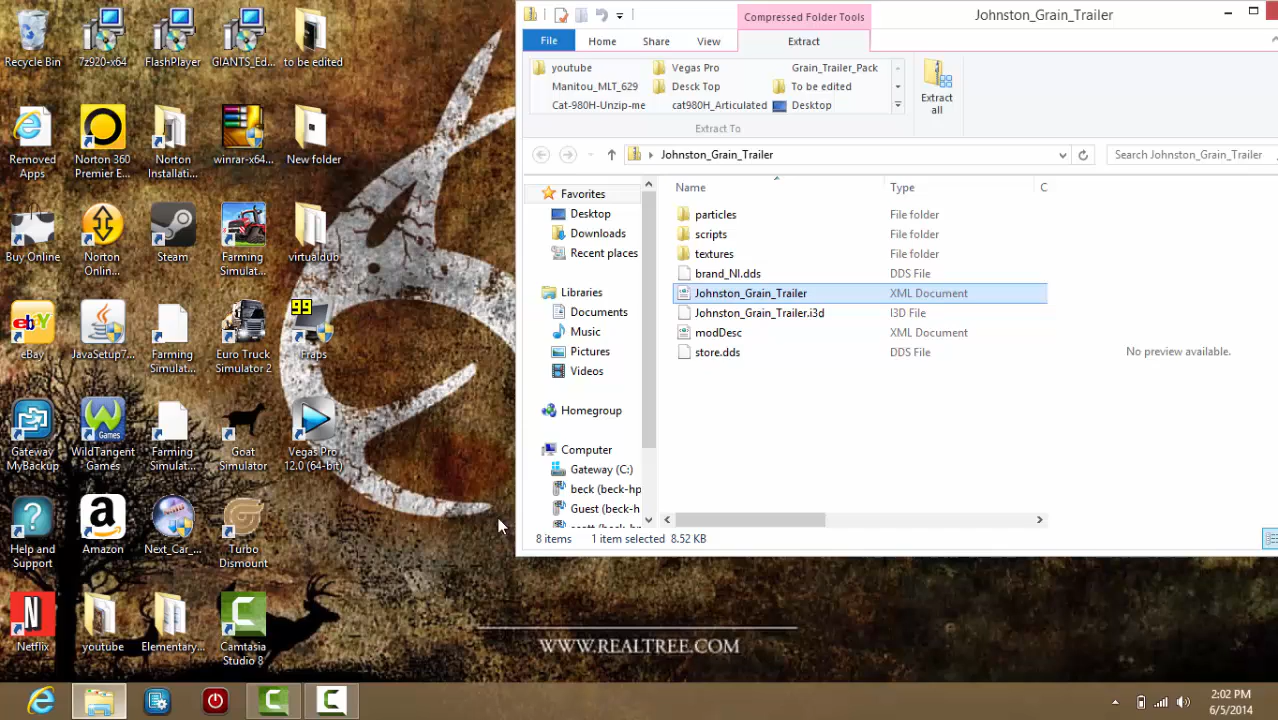 Recycle Bin
7z920-x64
FlashPlayer
GIANTS_Ed...
to be edited
Removed Apps
Norton 360 Premier E...
Norton Installati...
winrar-x64...
New folder
Buy Online
Norton Onlin...
Steam
Farming Simulat...
virtualdub
eBay
JavaSetup7...
Farming Simulat...
Euro Truck Simulator 2
99
Fraps
Gateway MyBackup
WildTangent Games
Farming Simulat...
Goat Simulator
Vegas Pro 12.0 (64-bit)
Help and Support
Amazon
Next_Car_...
Turbo Dismount
Netflix
youtube
Elementary...
Camtasia Studio 8
Compressed Folder Tools
Johnston_Grain_Trailer
File
Home
Share
View
Extract
youtube
Vegas Pro
Grain_Trailer_Pack
Manitou_MLT_629
Desck Top
To be edited
Cat-980H-Unzip-me
cat980H_Articulated
Desktop
Extract all
Extract To
Johnston_Grain_Trailer
Search Johnston_Grain_Trailer
Favorites
Desktop
Downloads
Recent places
Libraries
Documents
Music
Pictures
Videos
Homegroup
Computer
Gateway (C:)
beck (beck-hp
Guest (beck-h
Name
Type
C
particles
File folder
scripts
File folder
textures
File folder
brand_NI.dds
DDS File
Johnston_Grain_Trailer
XML Document
Johnston_Grain_Trailer.i3d
I3D File
modDesc
XML Document
store.dds
DDS File
No preview available.
8 items
1 item selected 8.52 KB
WWW.REALTREE.COM
2:02 PM
6/5/2014